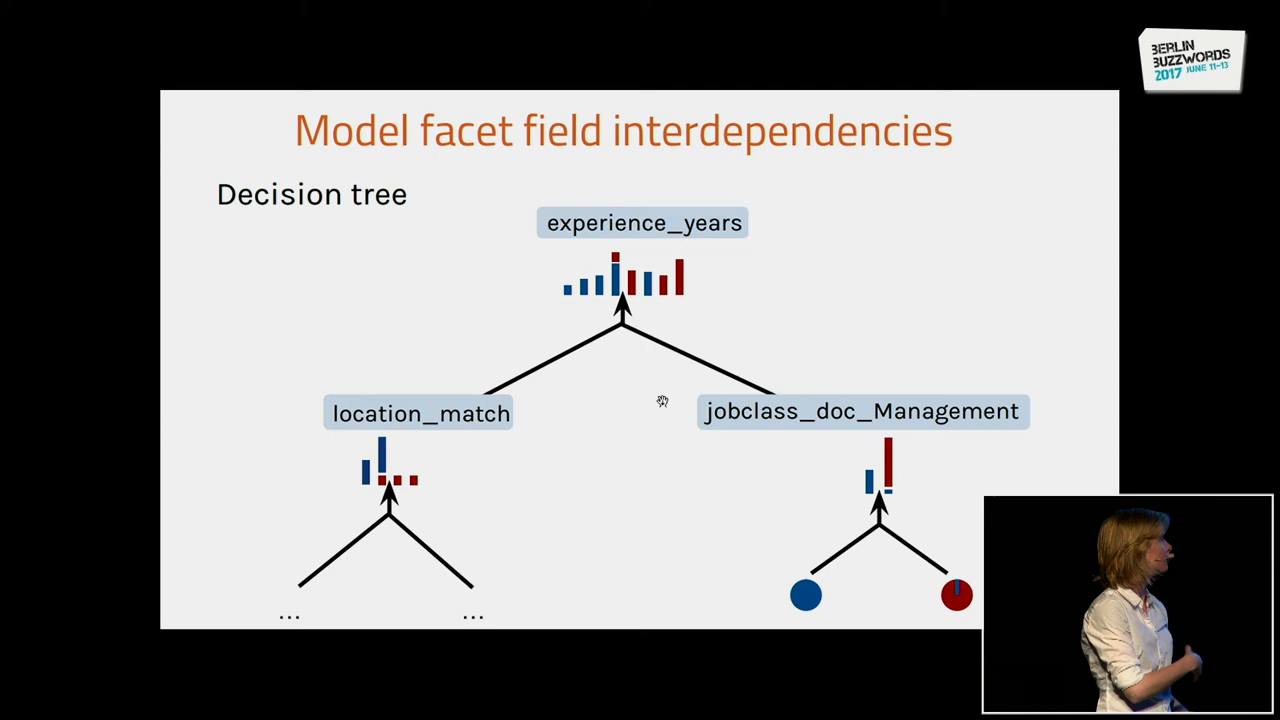 BERLIN
BUZZWORDS
2017 JUNE 11-13
Model facet field interdependencies
Decision tree
experience_years
location_match
jobclass_doc_Management
...
...